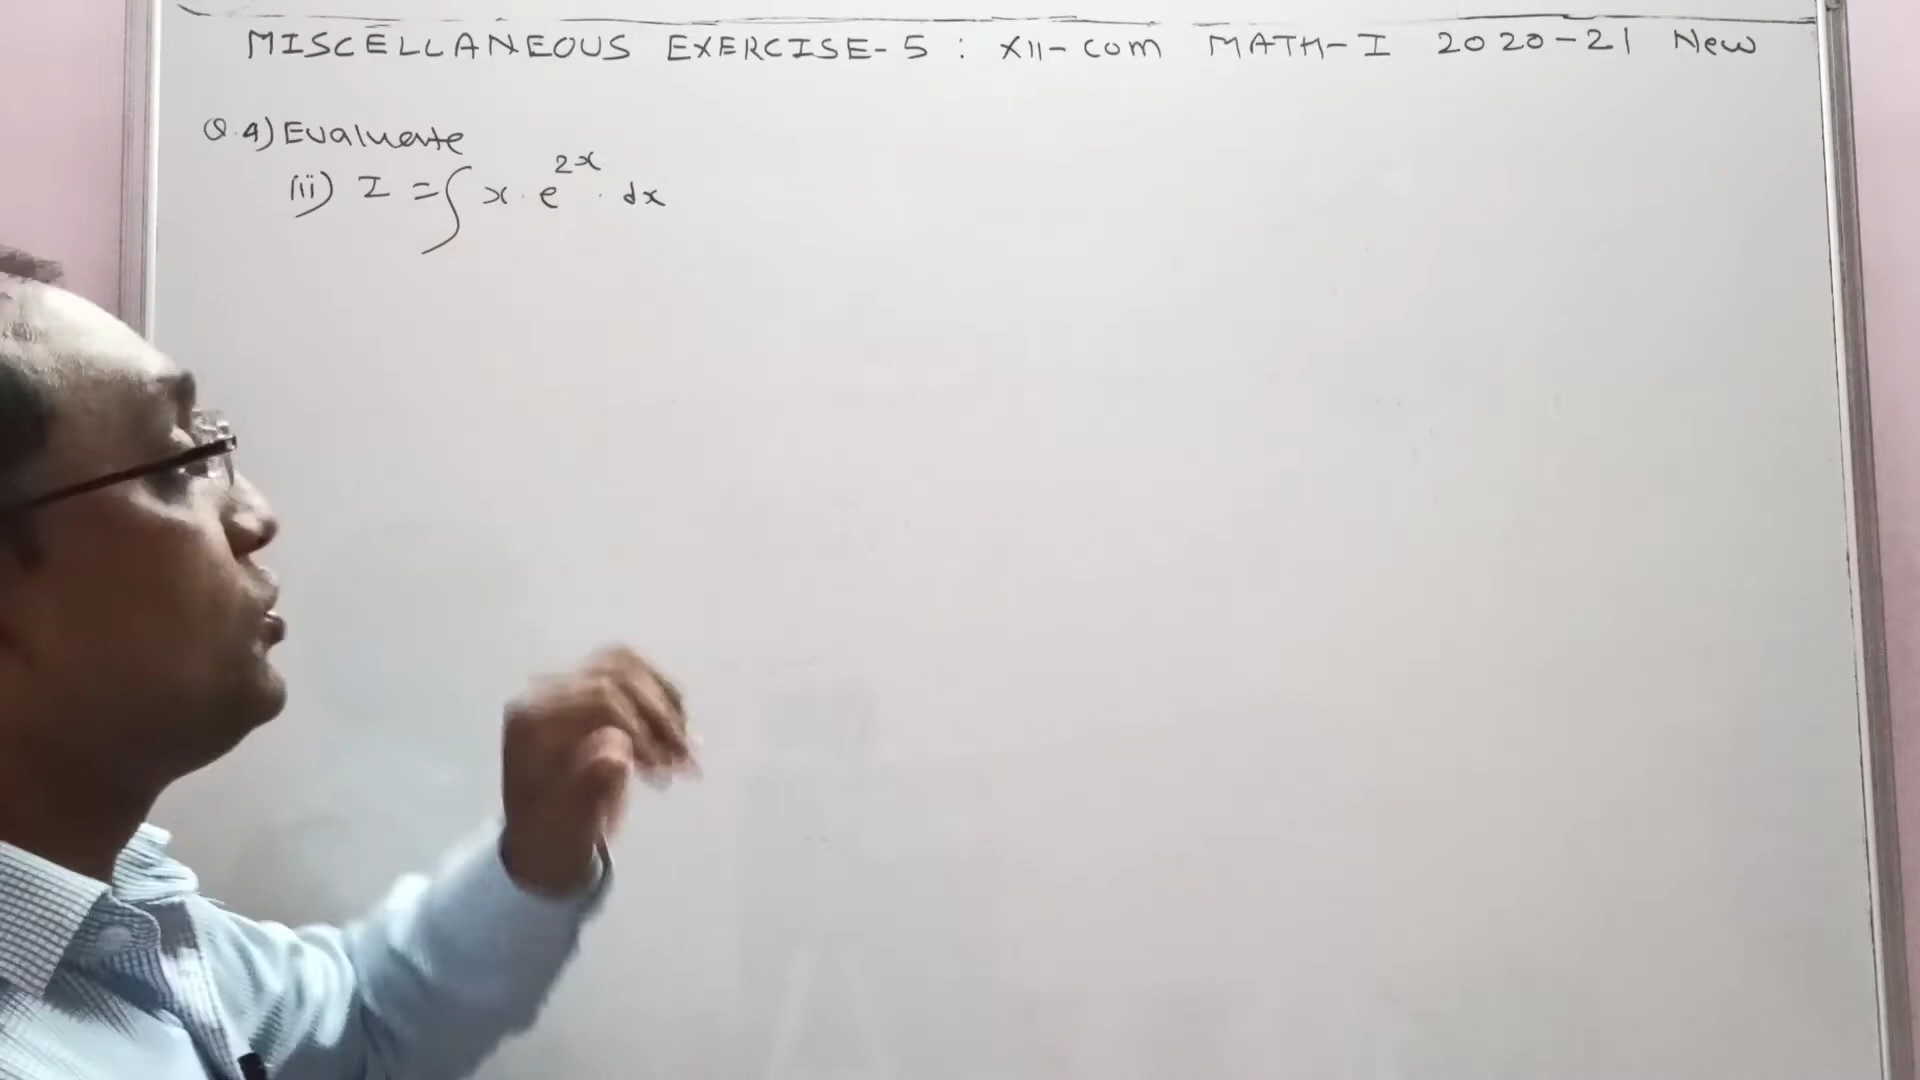 MISCELLANEOUS EXERCISE-5 : XII-COM MATH-I 2020-21 New
Q.4) Evaluate
(ii) I = ∫ x · e^{2x} · dx